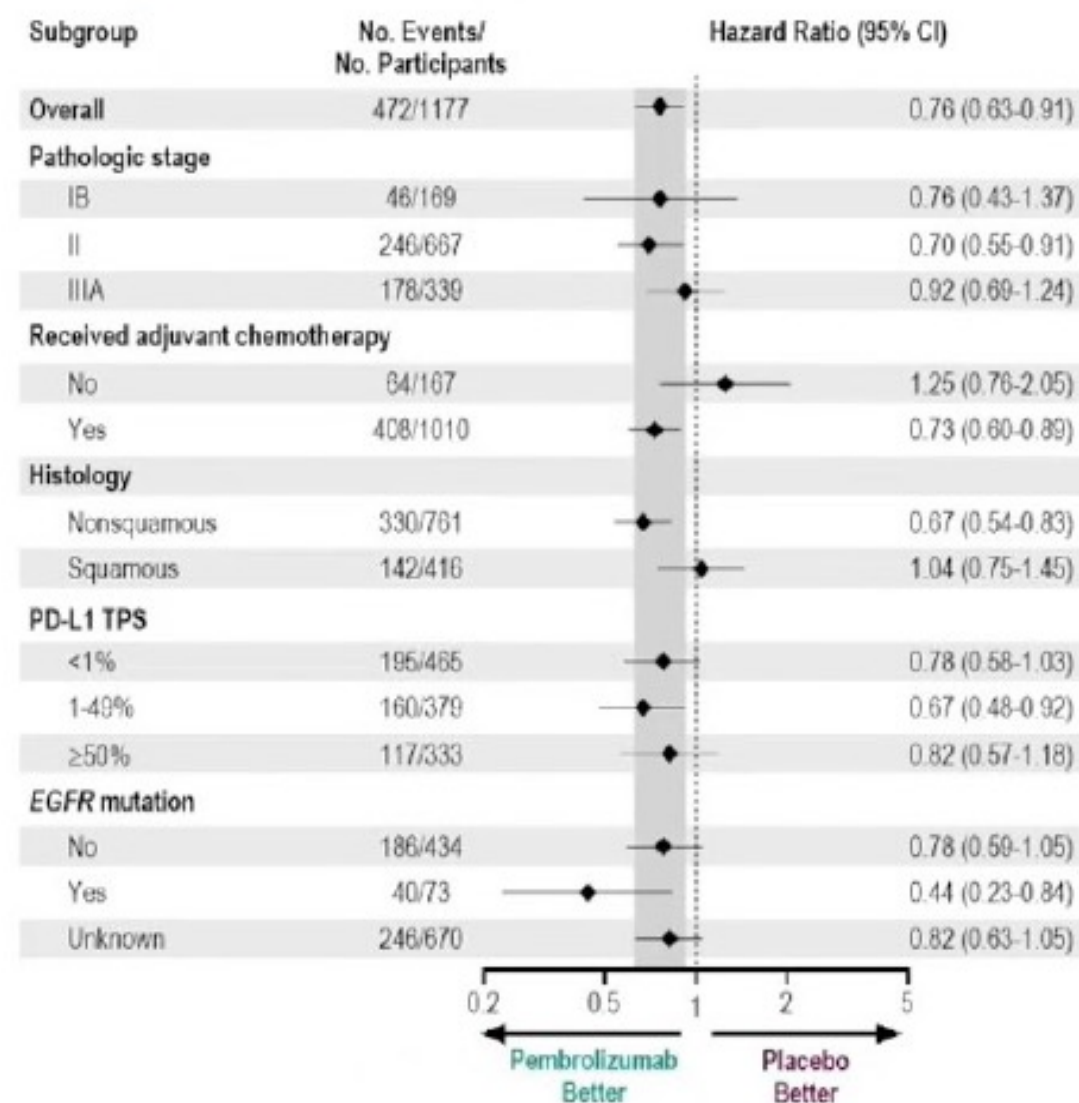 Subgroup No. Events/ Hazard Ratio (95% CI)
No. Participants
Overall 472/1177 0.76 (0.63-0.91)
Pathologic stage
IB 46/169 0.76 (0.43-1.37)
II 246/667 0.70 (0.55-0.91)
IIIA 178/339 0.92 (0.69-1.24)
Received adjuvant chemotherapy
No 64/167 1.25 (0.76-2.05)
Yes 408/1010 0.73 (0.60-0.89)
Histology
Nonsquamous 330/761 0.67 (0.54-0.83)
Squamous 142/416 1.04 (0.75-1.45)
PD-L1 TPS
<1% 195/465 0.78 (0.58-1.03)
1-49% 160/379 0.67 (0.48-0.92)
≥50% 117/333 0.82 (0.57-1.18)
EGFR mutation
No 186/434 0.78 (0.59-1.05)
Yes 40/73 0.44 (0.23-0.84)
Unknown 246/670 0.82 (0.63-1.05)
0.2 0.5 1 2 5
Pembrolizumab Placebo
Better Better